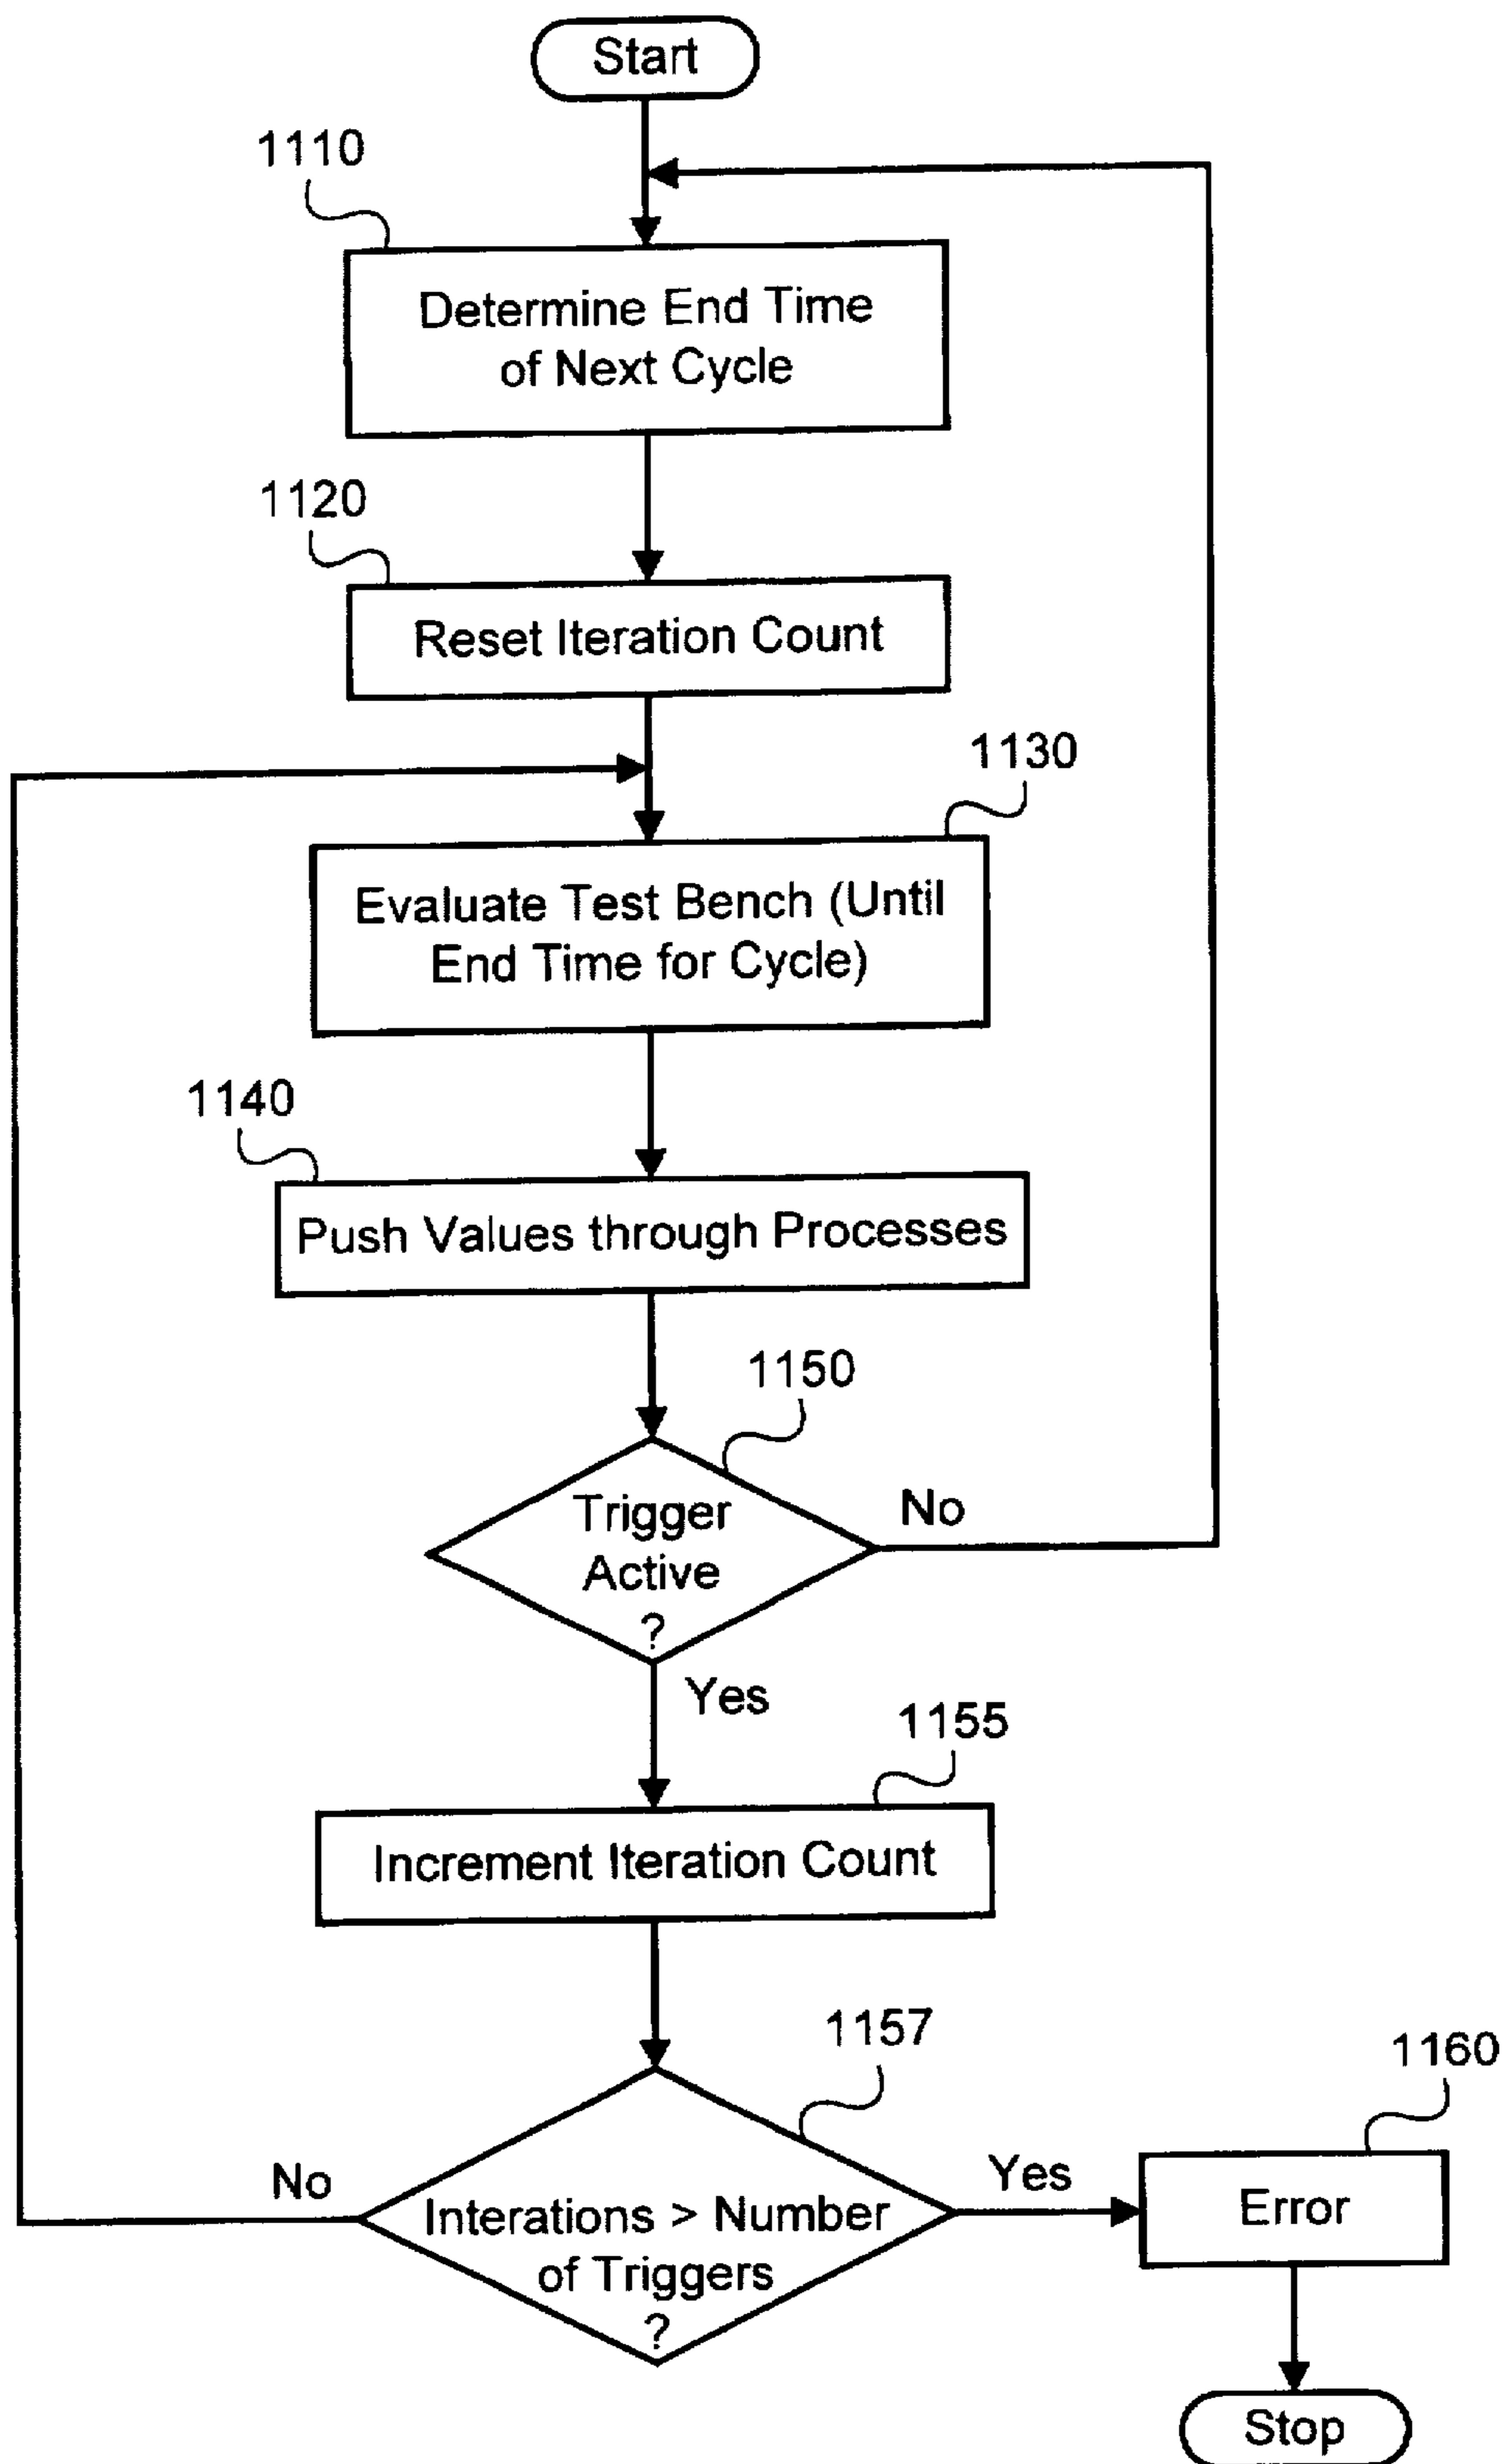 Start
1110
Determine End Time
of Next Cycle
1120
Reset Iteration Count
1130
Evaluate Test Bench (Until
End Time for Cycle)
1140
Push Values through Processes
1150
Trigger
Active
?
No
Yes
1155
Increment Iteration Count
1157
1160
No
Interations > Number
of Triggers
?
Yes
Error
Stop